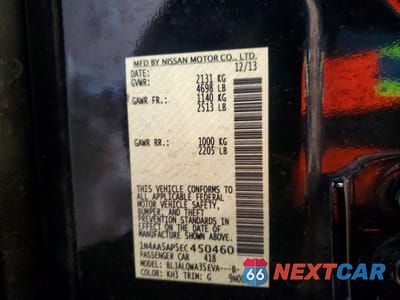 MFD BY NISSAN MOTOR CO., LTD.
DATE: 12/13
GVWR: 2131 KG
4698 LB
GAWR FR.: 1140 KG
2513 LB
GAWR RR.: 1000 KG
2205 LB
THIS VEHICLE CONFORMS TO
ALL APPLICABLE FEDERAL
MOTOR VEHICLE SAFETY,
BUMPER, AND THEFT
PREVENTION STANDARDS IN
EFFECT ON THE DATE OF
MANUFACTURE SHOWN ABOVE.
1N4AA5AP5EC450460
PASSENGER CAR 418
MODEL: BLJALQWA35EVA---B-
COLOR: KH3 TRIM: G
66 NEXTCAR